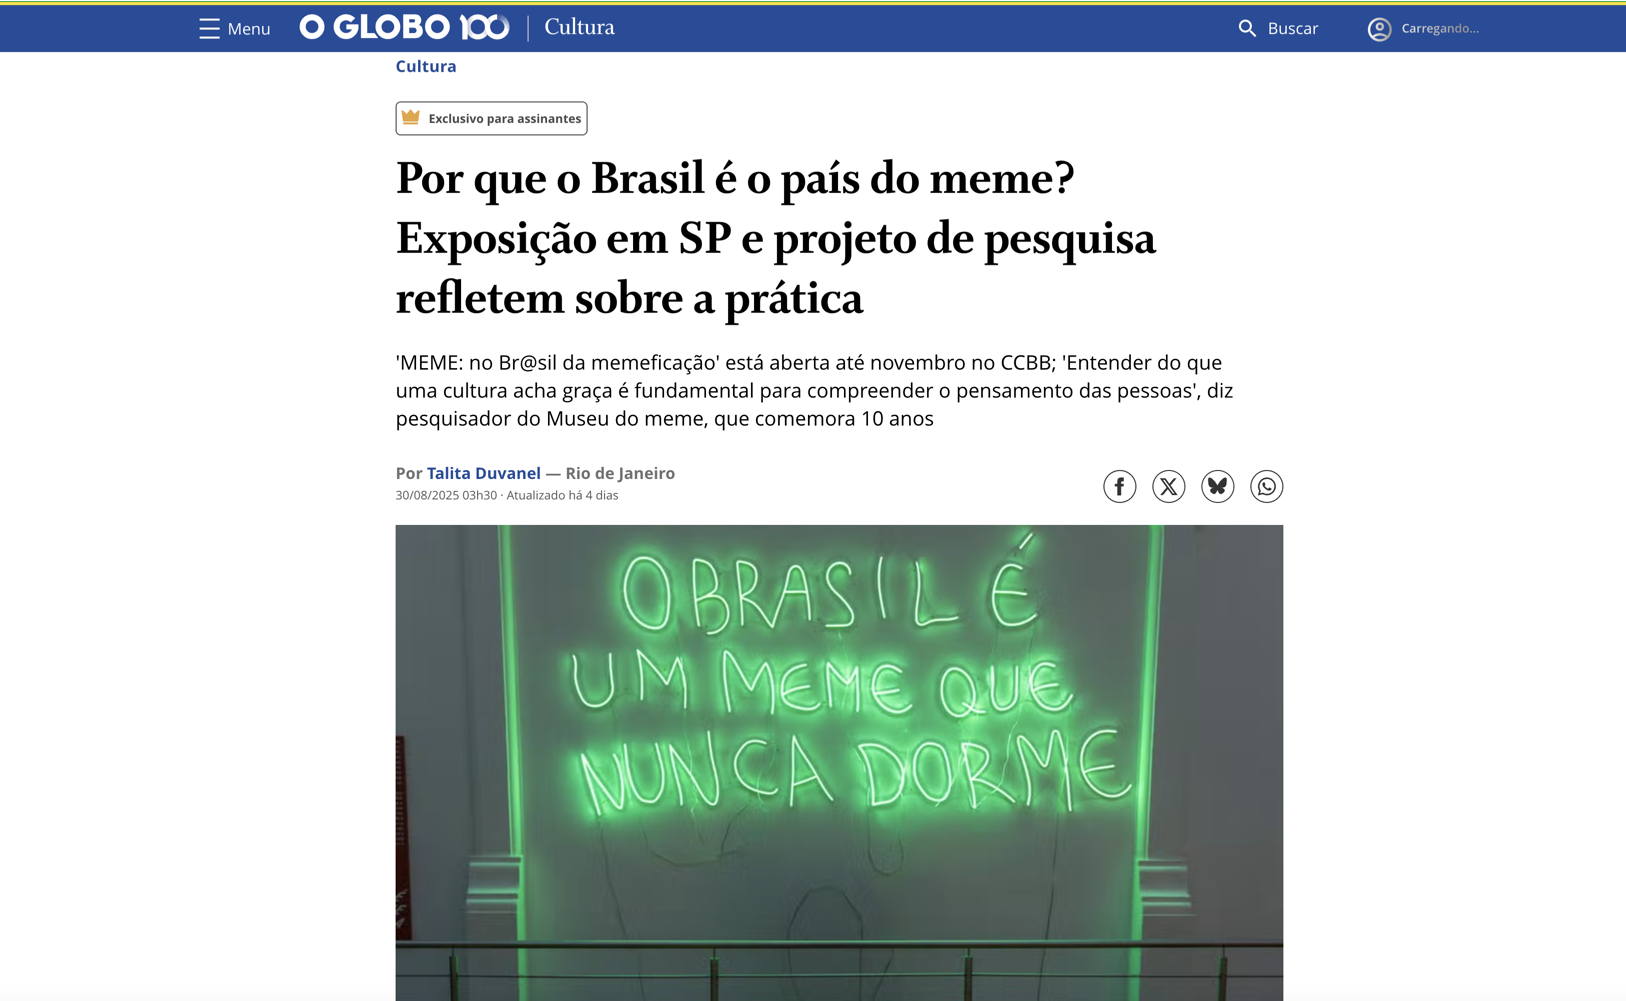 Menu
O GLOBO 100
Cultura
Buscar
Carregando...
Cultura
Exclusivo para assinantes
Por que o Brasil é o país do meme?
Exposição em SP e projeto de pesquisa
refletem sobre a prática
'MEME: no Br@sil da memeficação' está aberta até novembro no CCBB; 'Entender do que
uma cultura acha graça é fundamental para compreender o pensamento das pessoas', diz
pesquisador do Museu do meme, que comemora 10 anos
Por Talita Duvanel — Rio de Janeiro
30/08/2025 03h30 · Atualizado há 4 dias
O BRASIL É
UM MEME QUE
NUNCA DORME